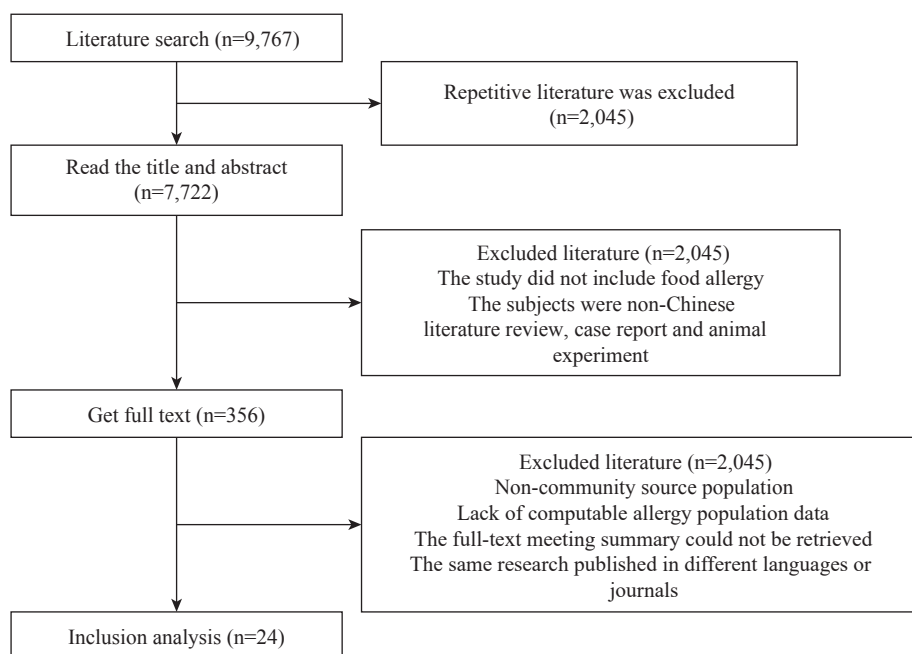 Literature search (n=9,767)
Repetitive literature was excluded
(n=2,045)
Read the title and abstract
(n=7,722)
Excluded literature (n=2,045)
The study did not include food allergy
The subjects were non-Chinese
literature review, case report and animal
experiment
Get full text (n=356)
Excluded literature (n=2,045)
Non-community source population
Lack of computable allergy population data
The full-text meeting summary could not be retrieved
The same research published in different languages or
journals
Inclusion analysis (n=24)